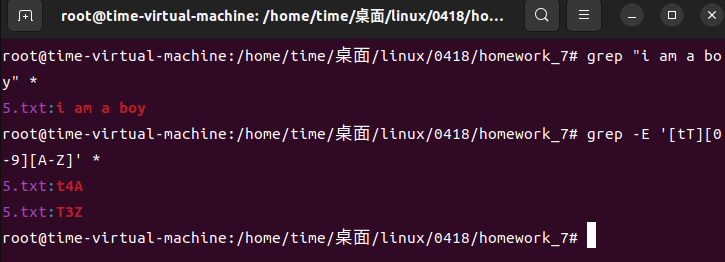 root@time-virtual-machine: /home/time/桌面/linux/0418/ho...
root@time-virtual-machine:/home/time/桌面/linux/0418/homework_7# grep "i am a bo
y" *
5.txt:i am a boy
root@time-virtual-machine:/home/time/桌面/linux/0418/homework_7# grep -E '[tT][0
-9][A-Z]' *
5.txt:t4A
5.txt:T3Z
root@time-virtual-machine:/home/time/桌面/linux/0418/homework_7#